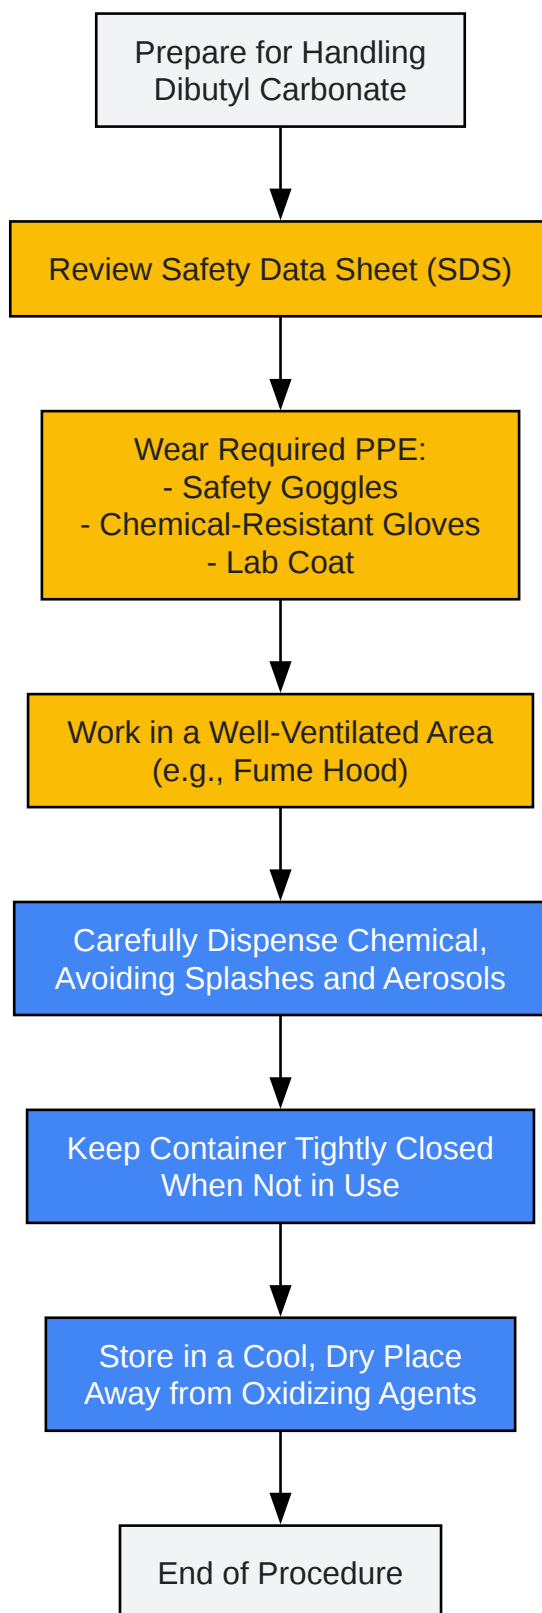 Prepare for Handling
Dibutyl Carbonate
Review Safety Data Sheet (SDS)
Wear Required PPE:
- Safety Goggles
- Chemical-Resistant Gloves
- Lab Coat
Work in a Well-Ventilated Area
(e.g., Fume Hood)
Carefully Dispense Chemical,
Avoiding Splashes and Aerosols
Keep Container Tightly Closed
When Not in Use
Store in a Cool, Dry Place
Away from Oxidizing Agents
End of Procedure